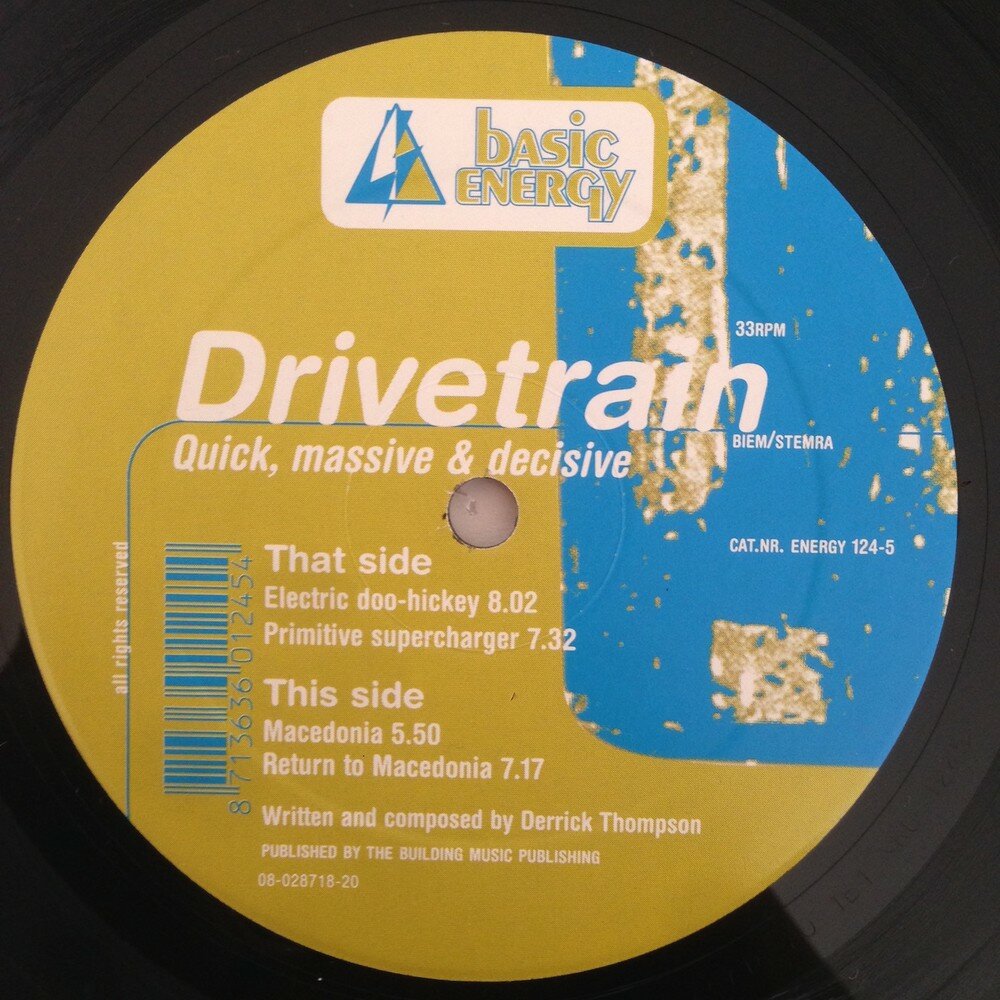 basic
ENERGY
Drivetrain
Quick, massive & decisive
33RPM
BIEM/STEMRA
CAT.NR. ENERGY 124-5
That side
Electric doo-hickey 8.02
Primitive supercharger 7.32
This side
Macedonia 5.50
Return to Macedonia 7.17
Written and composed by Derrick Thompson
PUBLISHED BY THE BUILDING MUSIC PUBLISHING
08-028718-20
all rights reserved
8 713636 012454